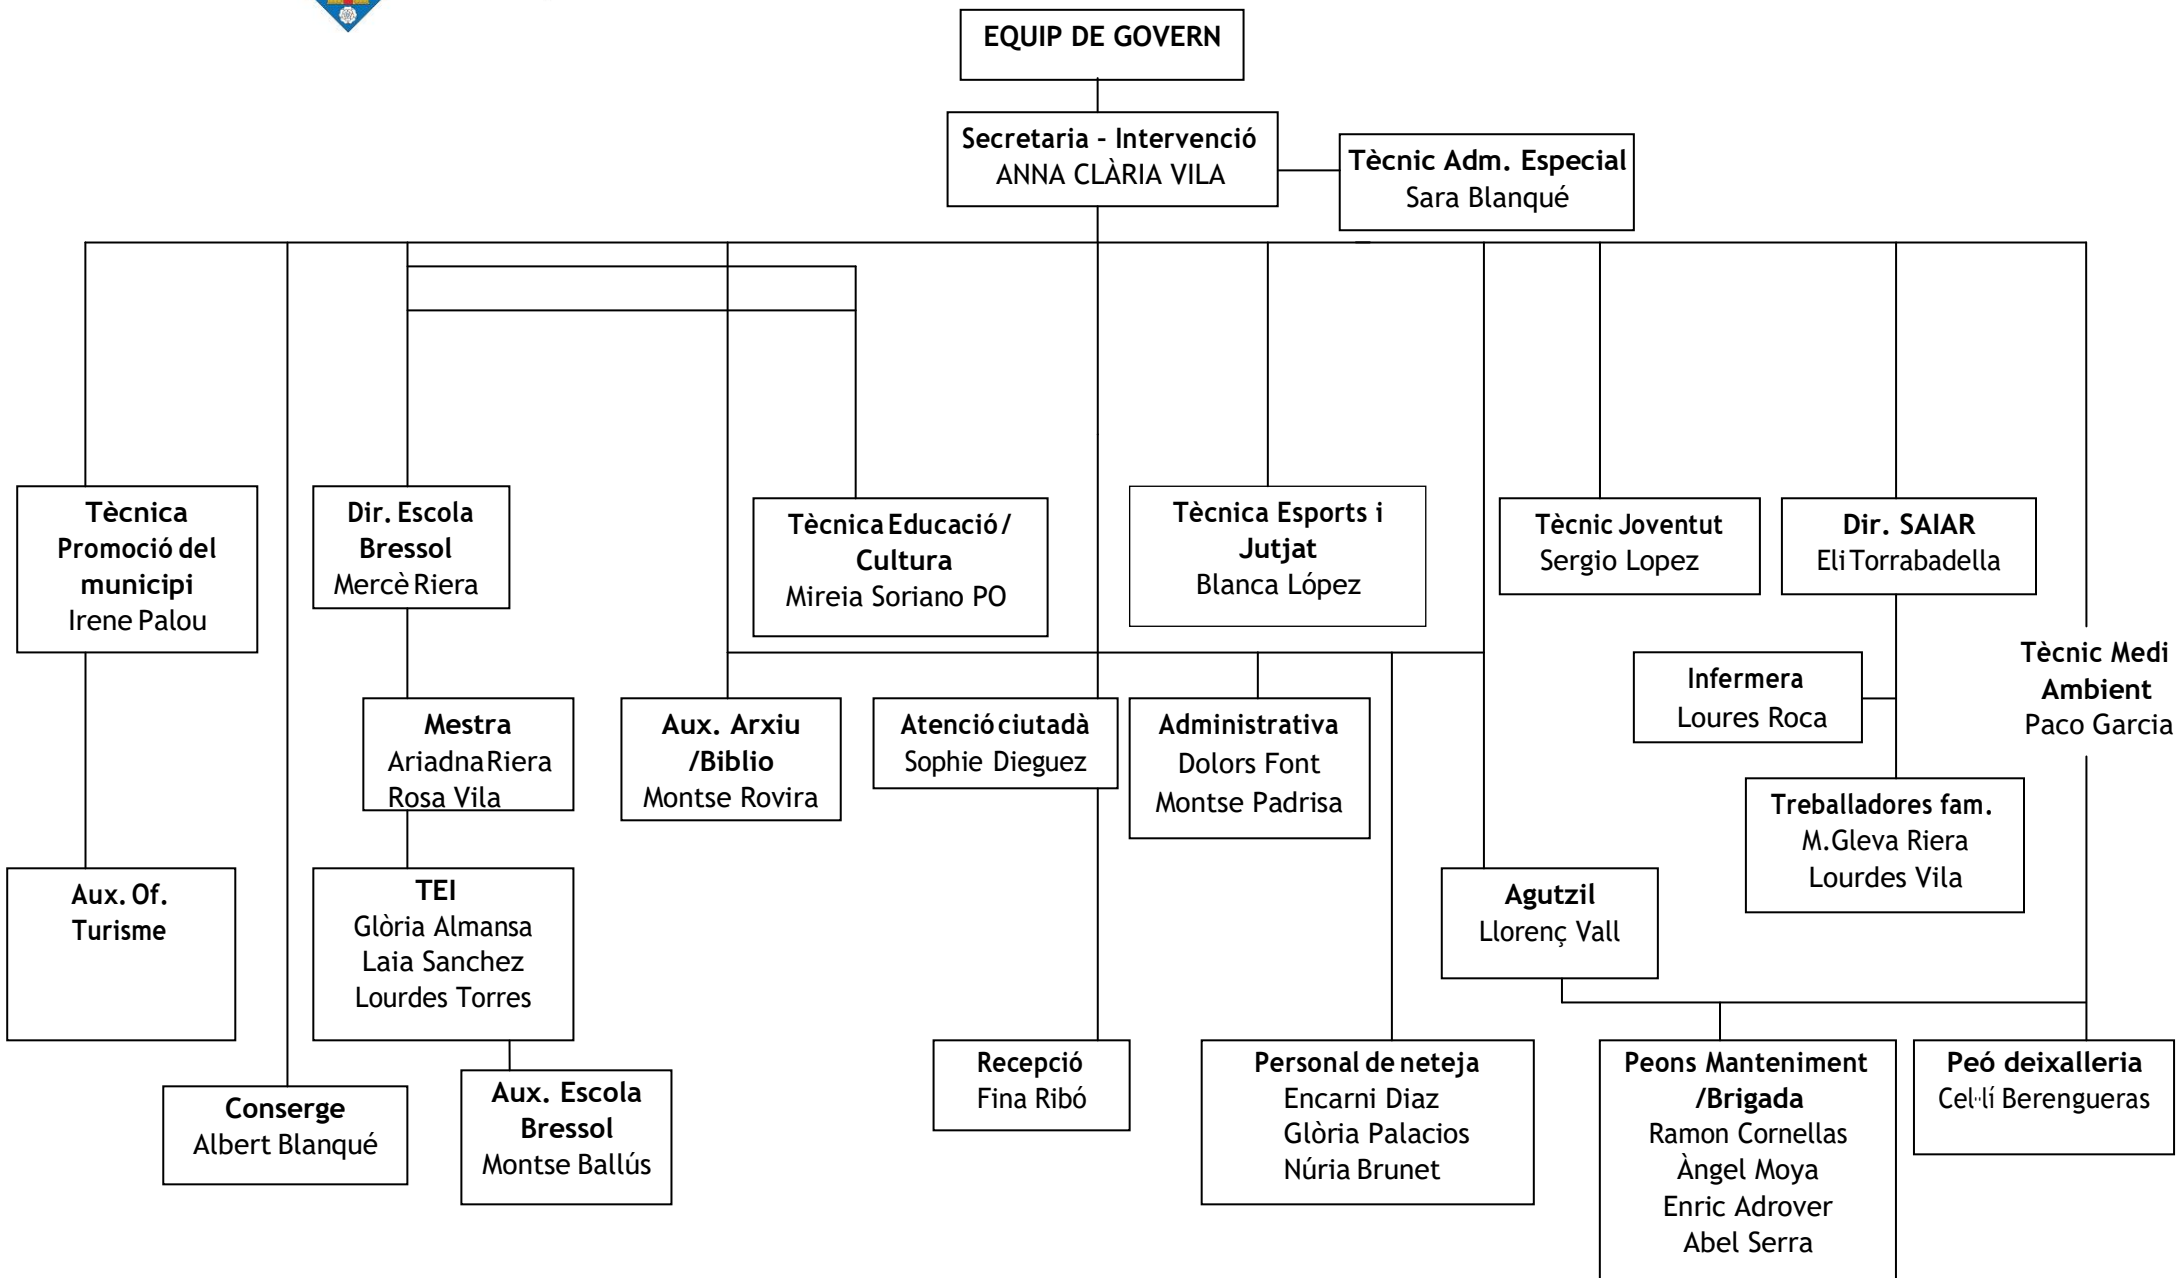 EQUIP DE GOVERN
Secretaria - Intervenció
ANNA CLÀRIA VILA
Tècnic Adm. Especial
Sara Blanqué
Tècnica
Promoció del
municipi
Irene Palou
Dir. Escola
Bressol
Mercè Riera
Tècnica Educació /
Cultura
Mireia Soriano PO
Tècnica Esports i
Jutjat
Blanca López
Tècnic Joventut
Sergio Lopez
Dir. SAIAR
Eli Torrabadella
Tècnic Medi
Ambient
Paco Garcia
Infermera
Loures Roca
Mestra
Ariadna Riera
Rosa Vila
Aux. Arxiu
/Biblio
Montse Rovira
Atenció ciutadà
Sophie Dieguez
Administrativa
Dolors Font
Montse Padrisa
Treballadores fam.
M.Gleva Riera
Lourdes Vila
Aux. Of.
Turisme
TEI
Glòria Almansa
Laia Sanchez
Lourdes Torres
Agutzil
Llorenç Vall
Conserge
Albert Blanqué
Aux. Escola
Bressol
Montse Ballús
Recepció
Fina Ribó
Personal de neteja
Encarni Diaz
Glòria Palacios
Núria Brunet
Peons Manteniment
/Brigada
Ramon Cornellas
Àngel Moya
Enric Adrover
Abel Serra
Peó deixalleria
Cel·lí Berengueras